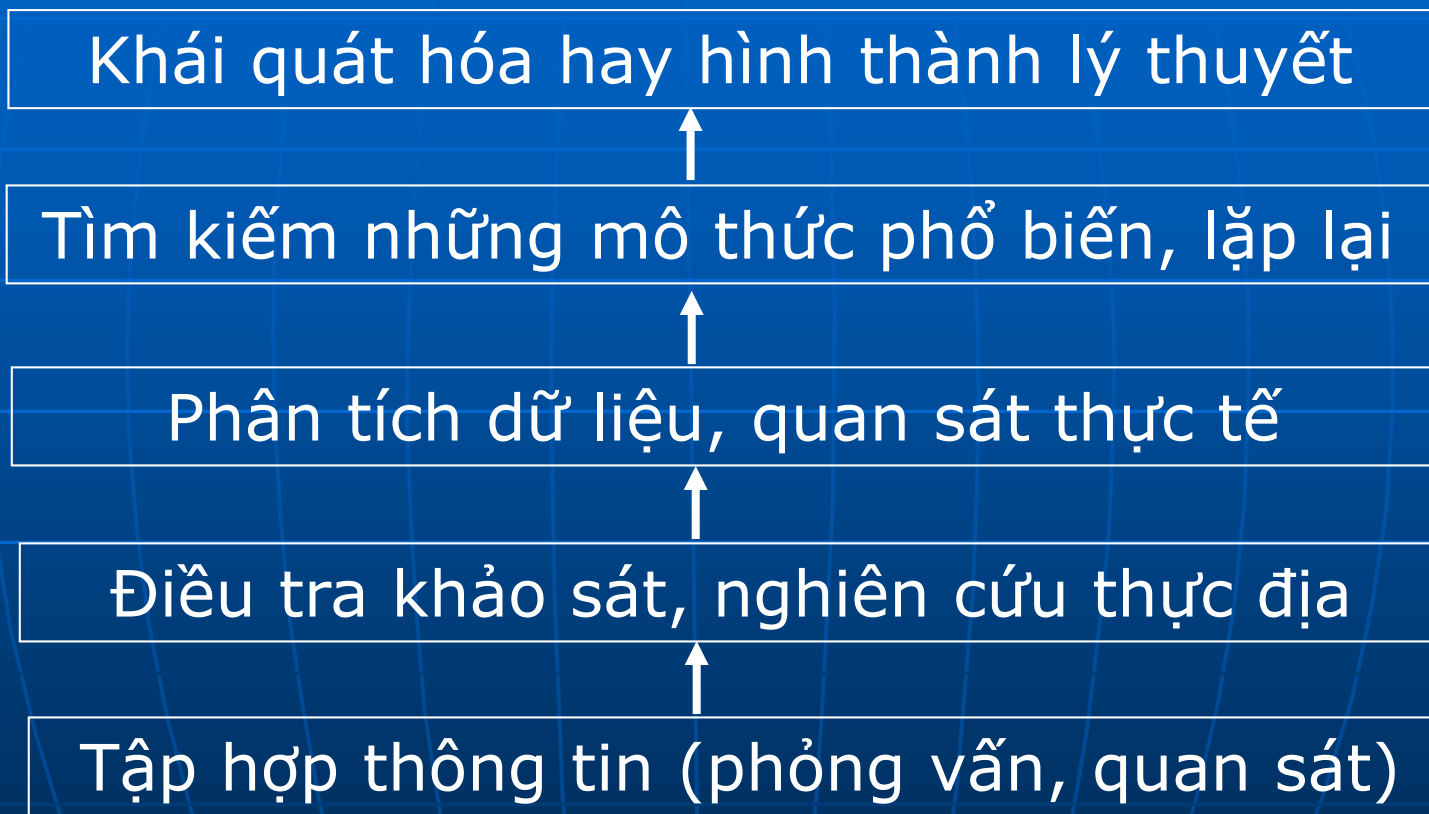 Khái quát hóa hay hình thành lý thuyết
Tìm kiếm những mô thức phổ biến, lặp lại
Phân tích dữ liệu, quan sát thực tế
Điều tra khảo sát, nghiên cứu thực địa
Tập hợp thông tin (phỏng vấn, quan sát)